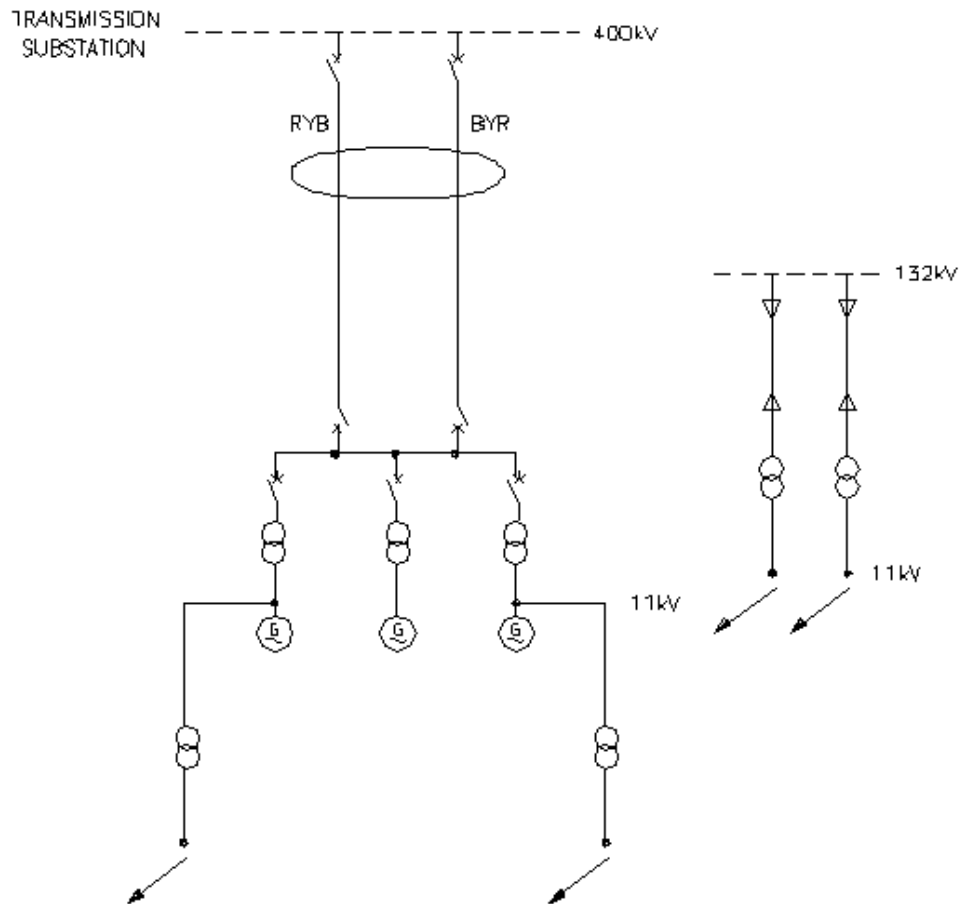 TRANSMISSION
SUBSTATION
400kV
RYB
BYR
132kV
11kV
11kV
G
G
G